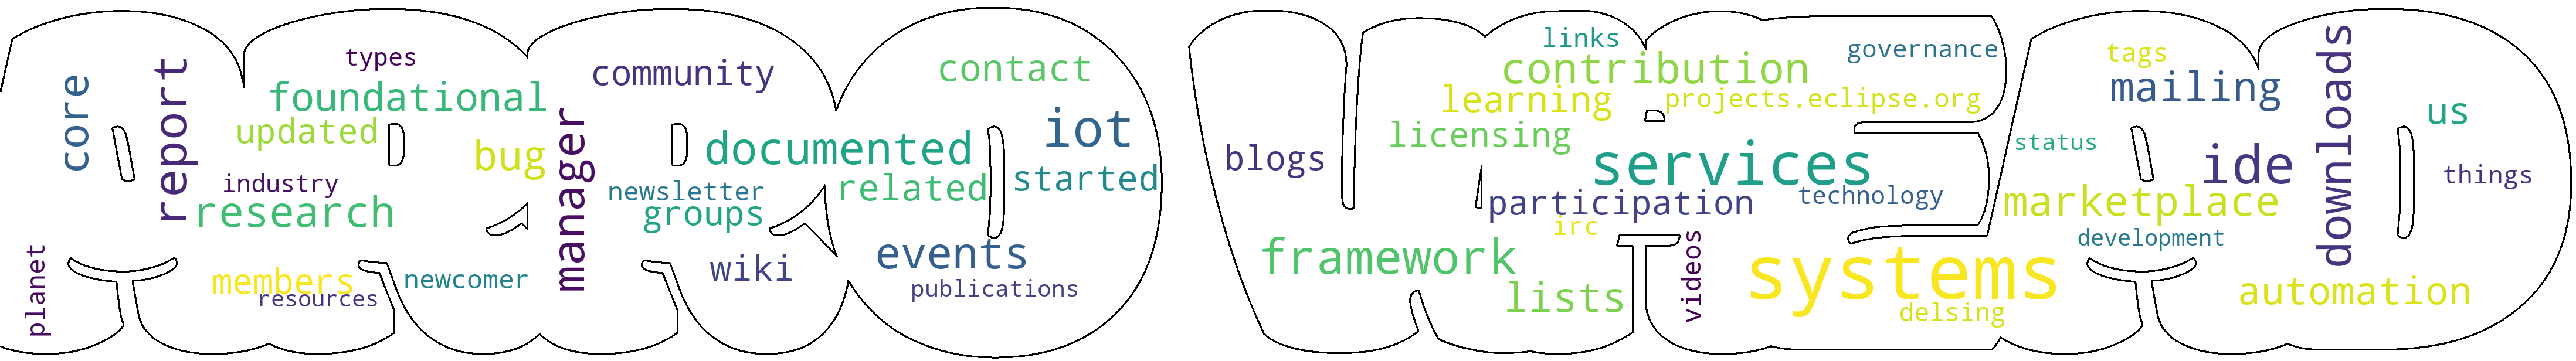 core
report
types
foundational
updated
industry
research
planet
members
resources
newcomer
bug
manager
community
newsletter
groups
documented
related
wiki
contact
iot
started
events
publications
blogs
links
contribution
learning
projects.eclipse.org
licensing
services
participation
technology
irc
framework
lists
videos
systems
delsing
governance
tags
mailing
status
ide
marketplace
development
downloads
us
things
automation